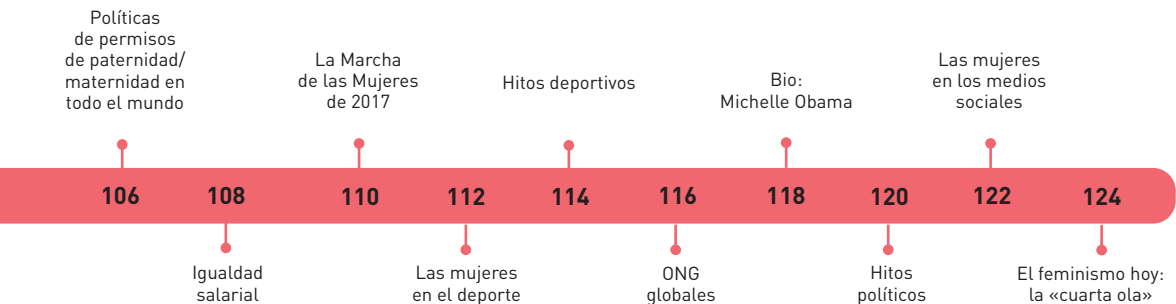 Políticas
de permisos
de paternidad/
maternidad en
todo el mundo
La Marcha
de las Mujeres
de 2017
Hitos deportivos
Bio:
Michelle Obama
Las mujeres
en los medios
sociales
106
108
110
112
114
116
118
120
122
124
Igualdad
salarial
Las mujeres
en el deporte
ONG
globales
Hitos
políticos
El feminismo hoy:
la «cuarta ola»